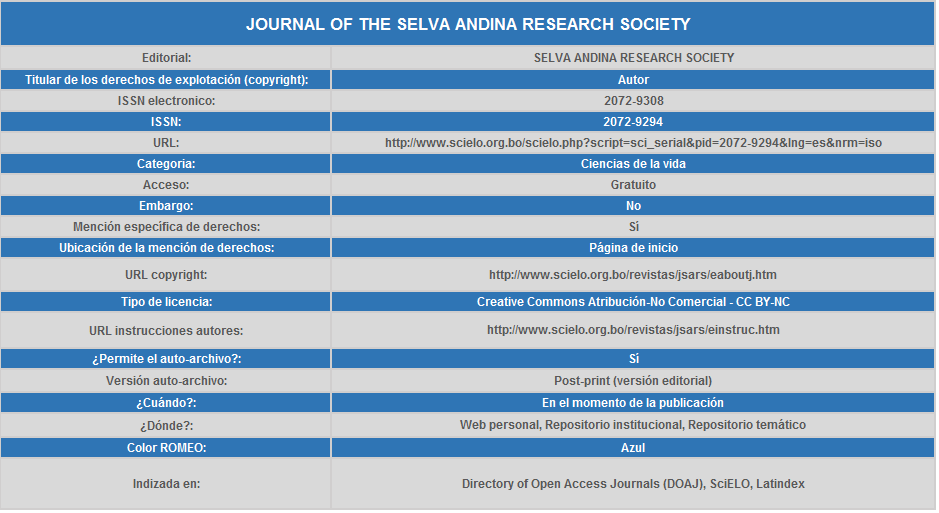 JOURNAL OF THE SELVA ANDINA RESEARCH SOCIETY
Editorial: SELVA ANDINA RESEARCH SOCIETY
Titular de los derechos de explotación (copyright): Autor
ISSN electronico: 2072-9308
ISSN: 2072-9294
URL: http://www.scielo.org.bo/scielo.php?script=sci_serial&pid=2072-9294&lng=es&nrm=iso
Categoria: Ciencias de la vida
Acceso: Gratuito
Embargo: No
Mención específica de derechos: Sí
Ubicación de la mención de derechos: Página de inicio
URL copyright: http://www.scielo.org.bo/revistas/jsars/eaboutj.htm
Tipo de licencia: Creative Commons Atribución-No Comercial - CC BY-NC
URL instrucciones autores: http://www.scielo.org.bo/revistas/jsars/einstruc.htm
¿Permite el auto-archivo?: Sí
Versión auto-archivo: Post-print (versión editorial)
¿Cuándo?: En el momento de la publicación
¿Dónde?: Web personal, Repositorio institucional, Repositorio temático
Color ROMEO: Azul
Indizada en: Directory of Open Access Journals (DOAJ), SciELO, Latindex